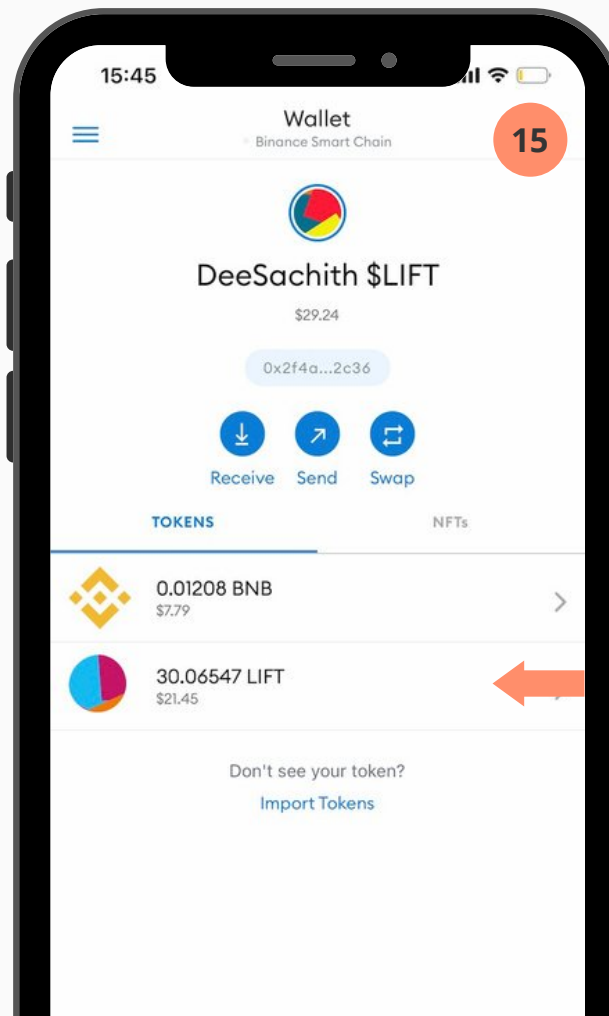 15:45
Wallet
Binance Smart Chain
15
DeeSachith $LIFT
$29.24
0x2f4a...2c36
Receive Send Swap
TOKENS NFTs
0.01208 BNB
$7.79
30.06547 LIFT
$21.45
Don't see your token?
Import Tokens